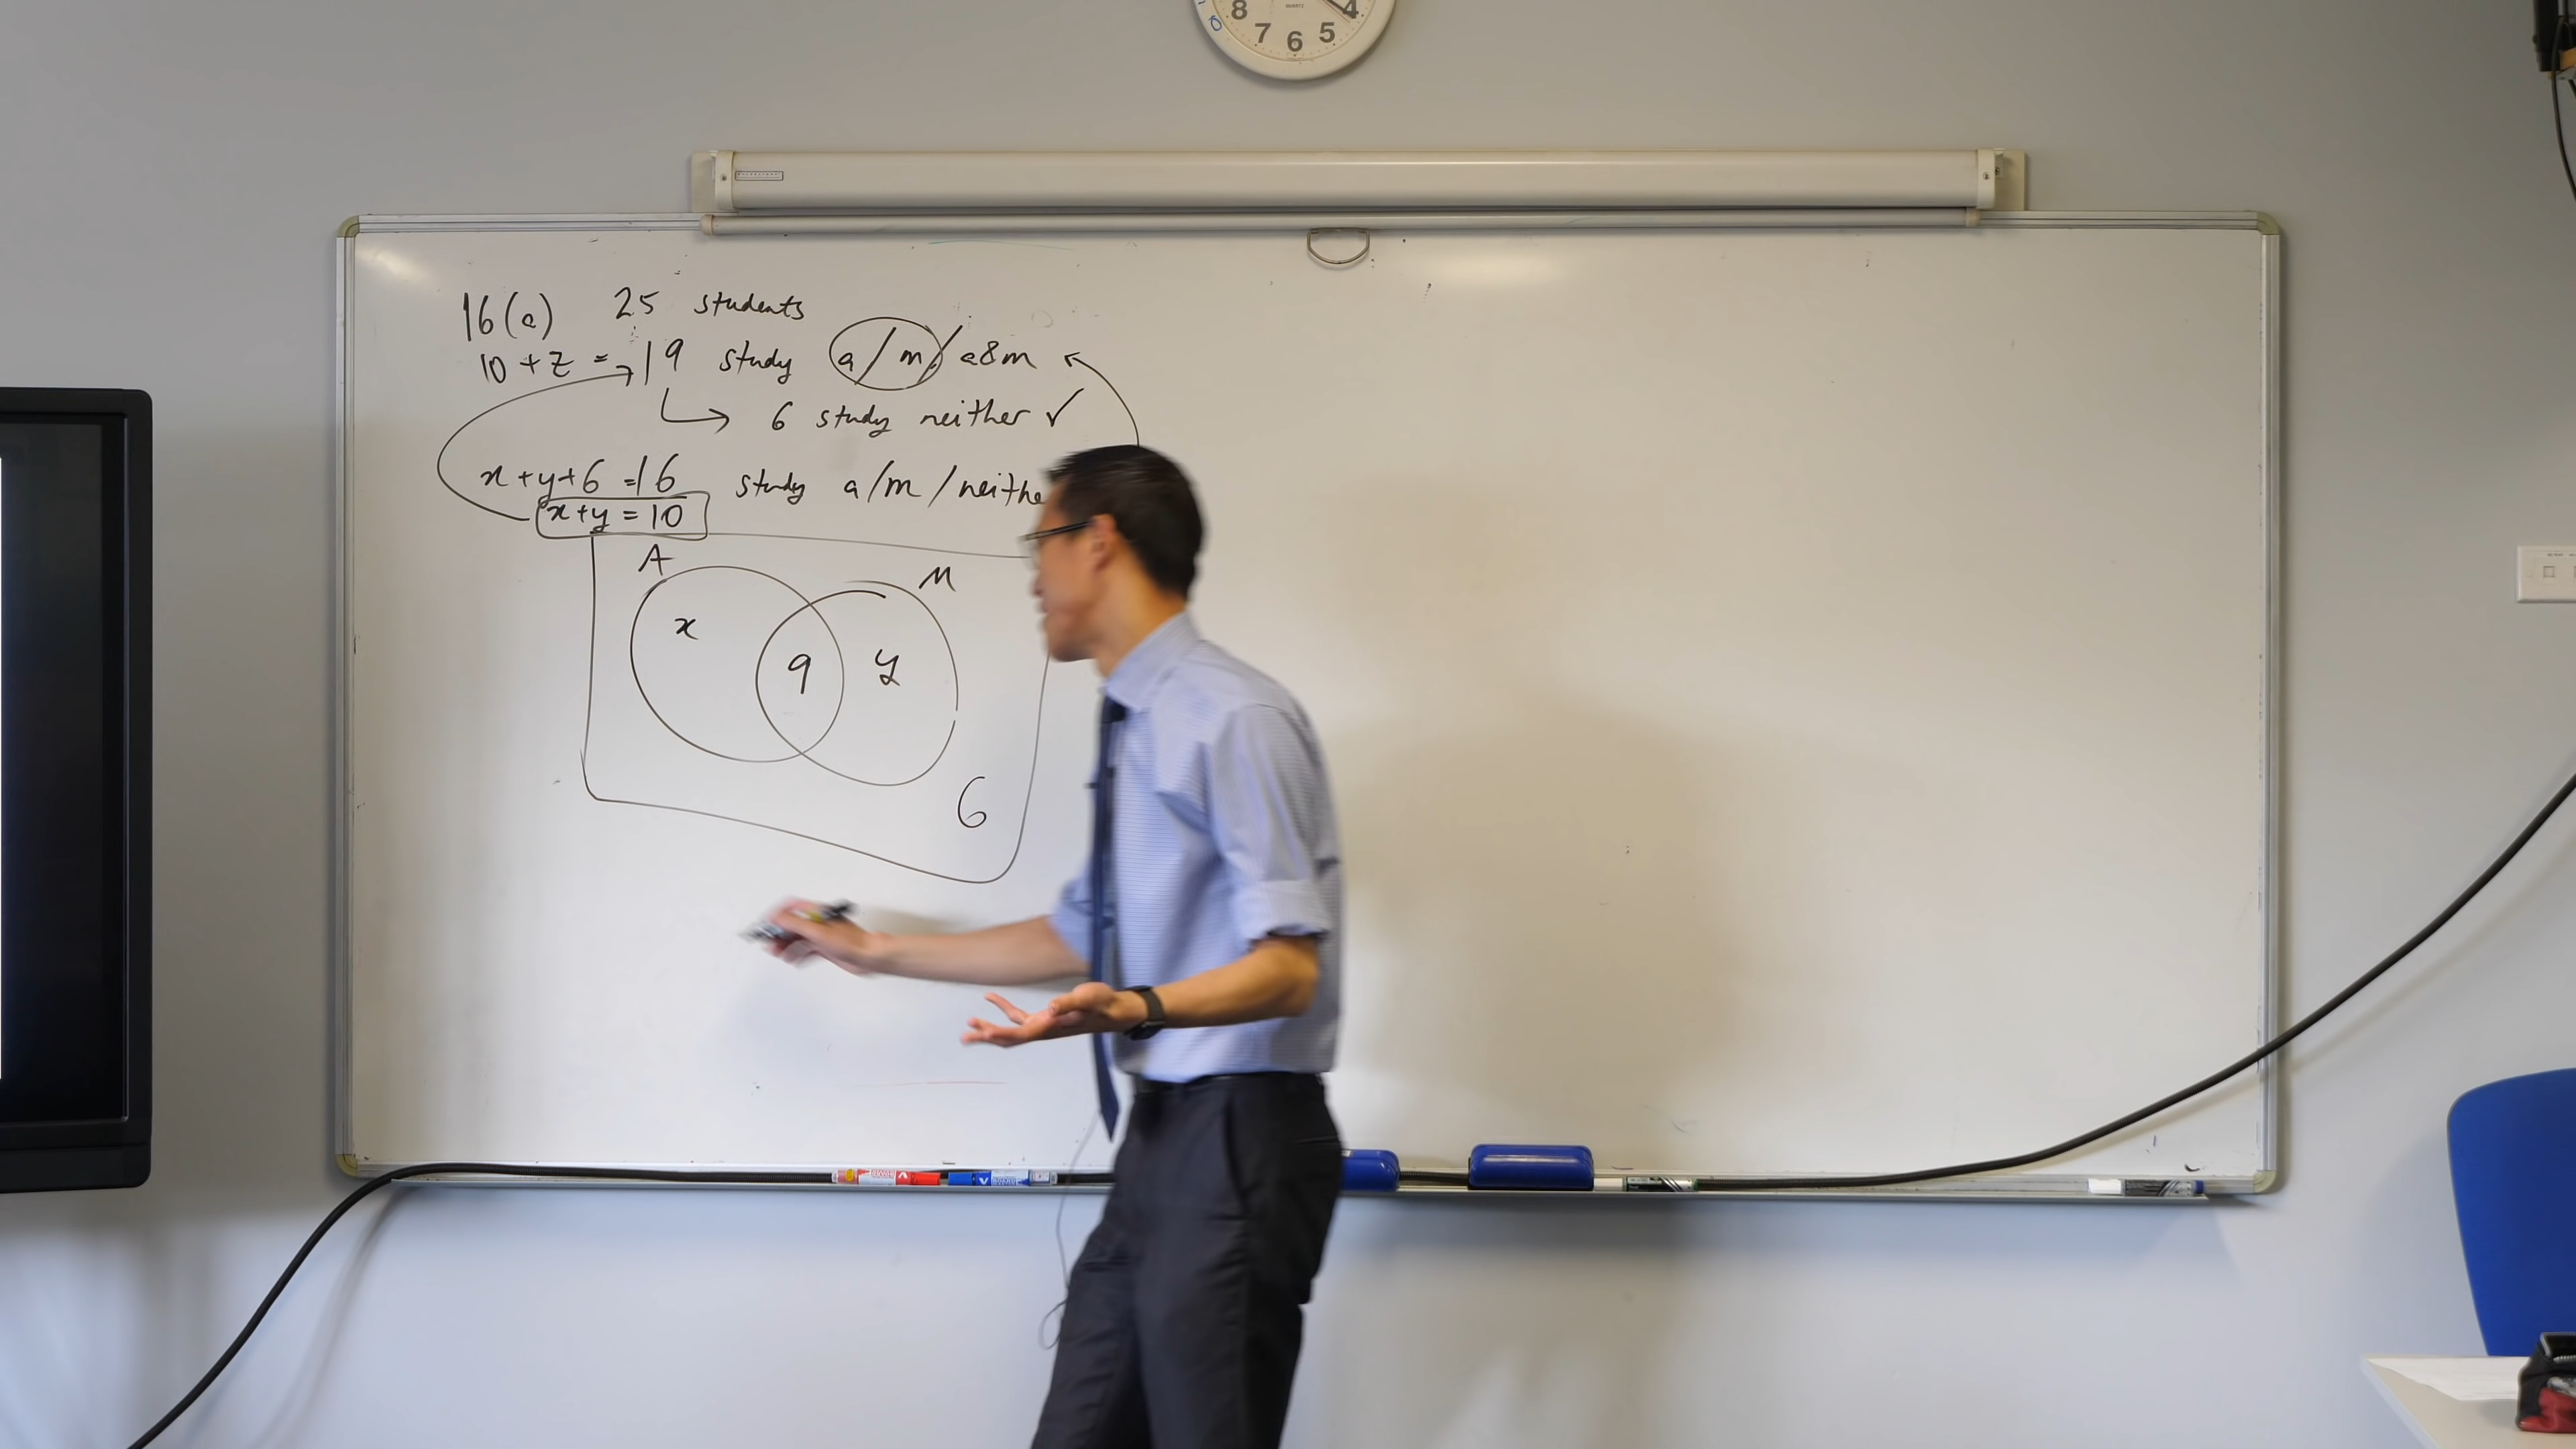 8 7 6 5 4
QUARTZ
16(a) 25 students
10 + z = 19 study a/m/a&m
6 study neither ✓
x+y+6 = 16 study a/m/neithe
x+y = 10
A
M
x
9
y
6